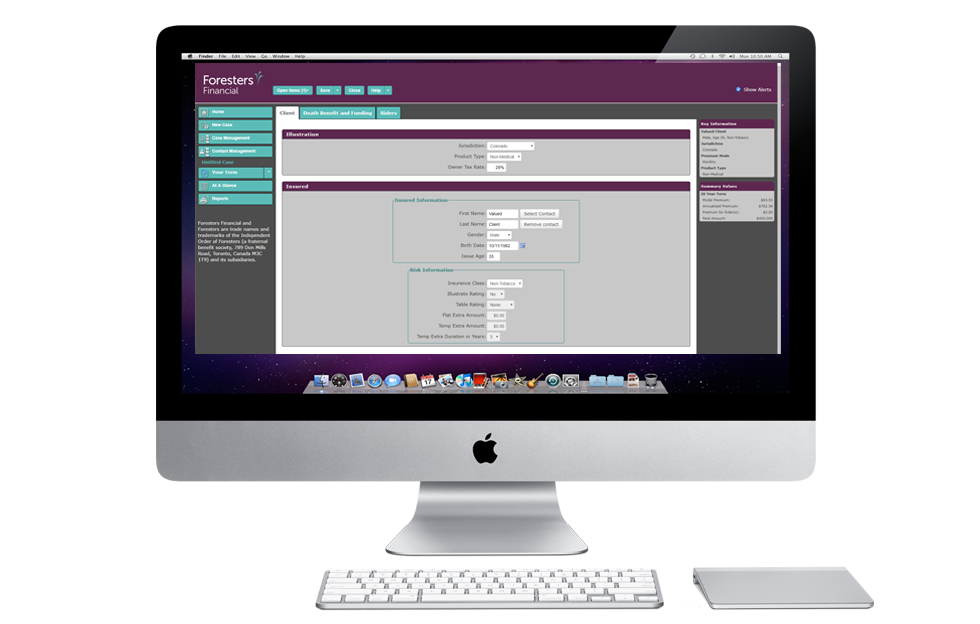 Finder File Edit View Go Window Help
Mon 10:50 AM
Foresters
Financial
Open Items (1)
Save
Close
Help
Show Alerts
Home
New Case
Case Management
Contact Management
Untitled Case
Your Term
At A Glance
Reports
Foresters Financial and
Foresters are trade names and
trademarks of the Independent
Order of Foresters (a fraternal
benefit society, 789 Don Mills
Road, Toronto, Canada M3C
1T9) and its subsidiaries.
Client
Death Benefit and Funding
Riders
Illustration
Jurisdiction: Colorado
Product Type: Non-Medical
Owner Tax Rate: 28%
Insured
Insured Information
First Name: Valued Select Contact
Last Name: Client Remove contact
Gender: Male
Birth Date: 10/11/1982
Issue Age: 35
Risk Information
Insurance Class: Non-Tobacco
Illustrate Rating: No
Table Rating: None
Flat Extra Amount: $0.00
Temp Extra Amount: $0.00
Temp Extra Duration in Years:
Key Information
Valued Client
Male, Age 35, Non-Tobacco
Jurisdiction
Colorado
Premium Mode
Monthly
Product Type
Non-Medical
Summary Values
20 Year Term
Modal Premium:
Annualized Premium:
Premium for Rider(s): $0.00
Face Amount:
17